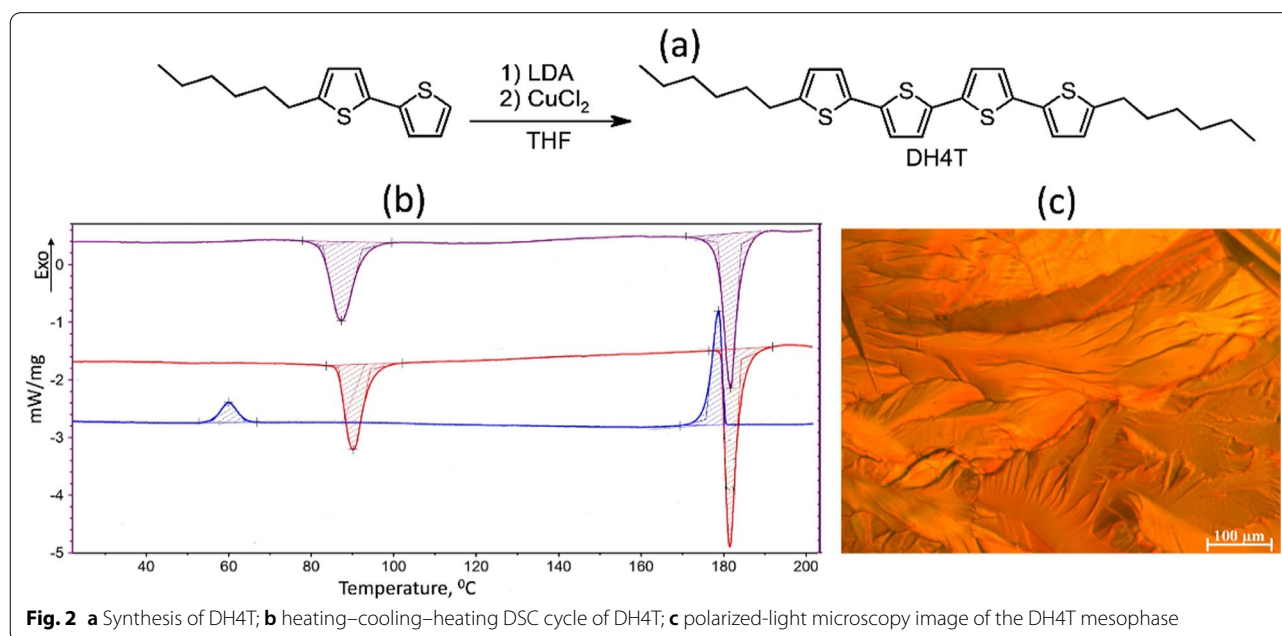 (a)
S
S
1) LDA
2) CuCl2
THF
S
S
S
S
DH4T
(b)
(c)
Exo
mW/mg
0
-1
-2
-3
-4
-5
40
60
80
100
120
140
160
180
200
Temperature, ⁰C
100 µm
Fig. 2 a Synthesis of DH4T; b heating–cooling–heating DSC cycle of DH4T; c polarized-light microscopy image of the DH4T mesophase